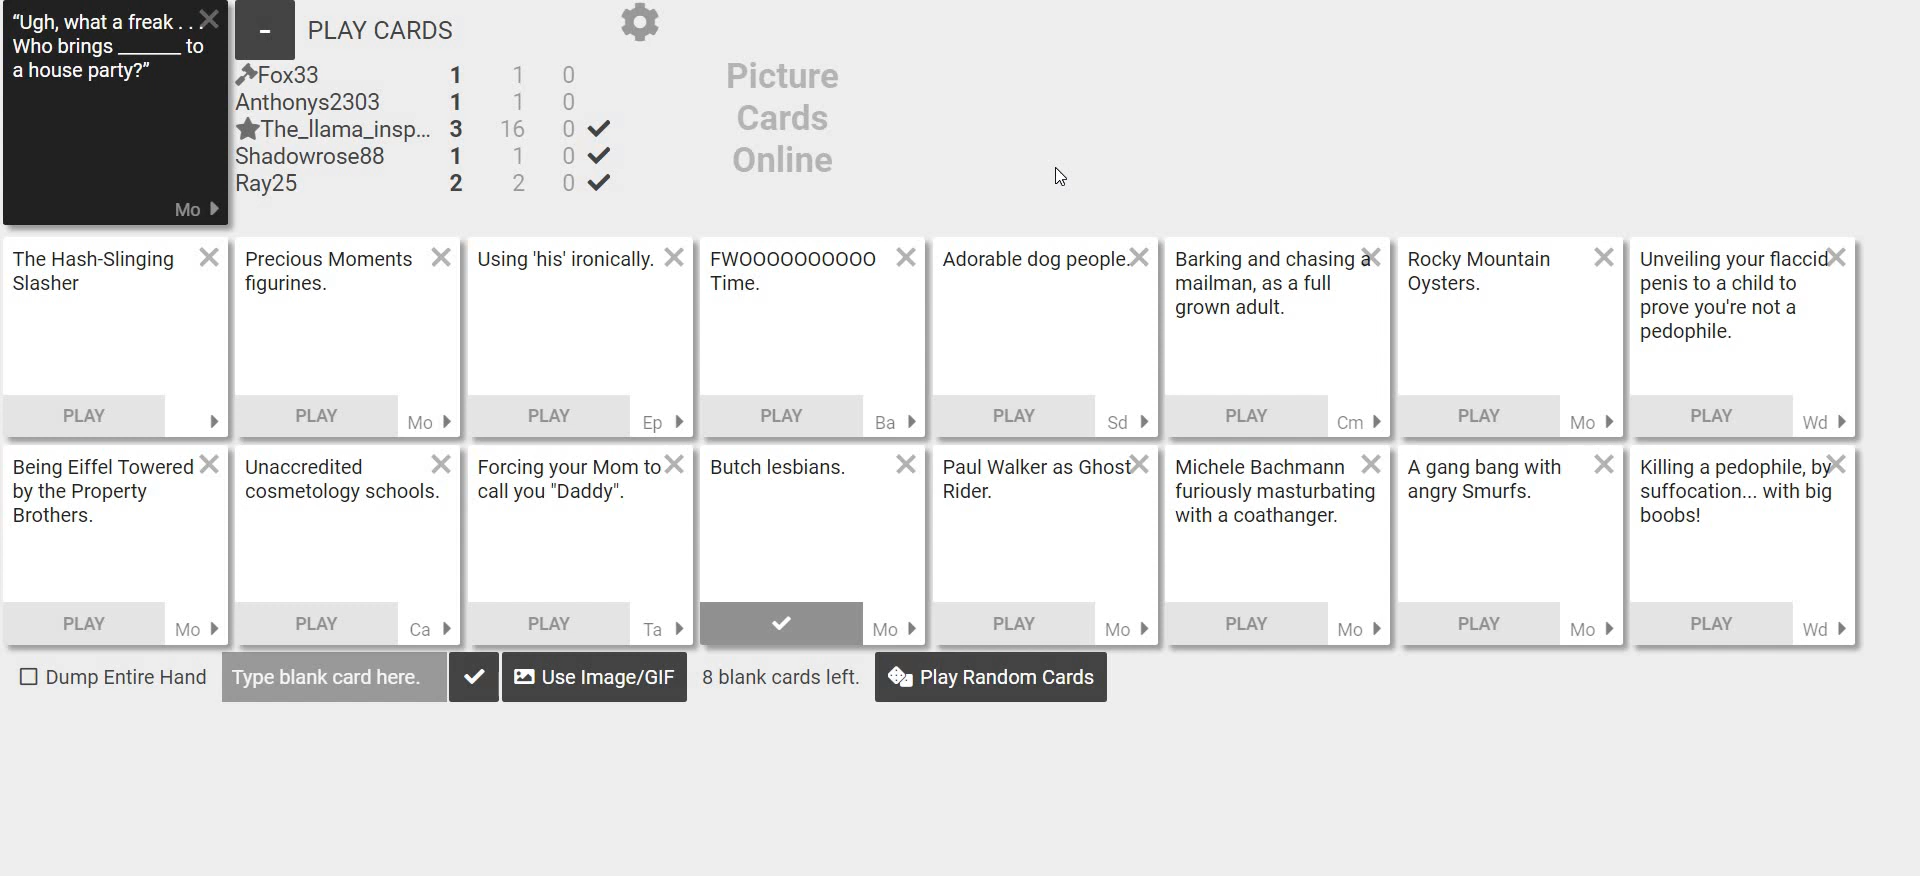 “Ugh, what a freak . . .
Who brings ______ to
a house party?”
Mo
-
PLAY CARDS
Fox33 1 1 0
Anthonys2303 1 1 0
The_llama_insp... 3 16 0
Shadowrose88 1 1 0
Ray25 2 2 0
Picture
Cards
Online
The Hash-Slinging
Slasher
PLAY
Precious Moments
figurines.
PLAY
Mo
Using 'his' ironically.
PLAY
Ep
FWOOOOOOOOOO
Time.
PLAY
Ba
Adorable dog people.
PLAY
Sd
Barking and chasing a
mailman, as a full
grown adult.
PLAY
Cm
Rocky Mountain
Oysters.
PLAY
Mo
Unveiling your flaccid
penis to a child to
prove you're not a
pedophile.
PLAY
Wd
Being Eiffel Towered
by the Property
Brothers.
PLAY
Mo
Unaccredited
cosmetology schools.
PLAY
Ca
Forcing your Mom to
call you "Daddy".
PLAY
Ta
Butch lesbians.
Mo
Paul Walker as Ghost
Rider.
PLAY
Mo
Michele Bachmann
furiously masturbating
with a coathanger.
PLAY
Mo
A gang bang with
angry Smurfs.
PLAY
Mo
Killing a pedophile, by
suffocation... with big
boobs!
PLAY
Wd
Dump Entire Hand
Type blank card here.
Use Image/GIF
8 blank cards left.
Play Random Cards